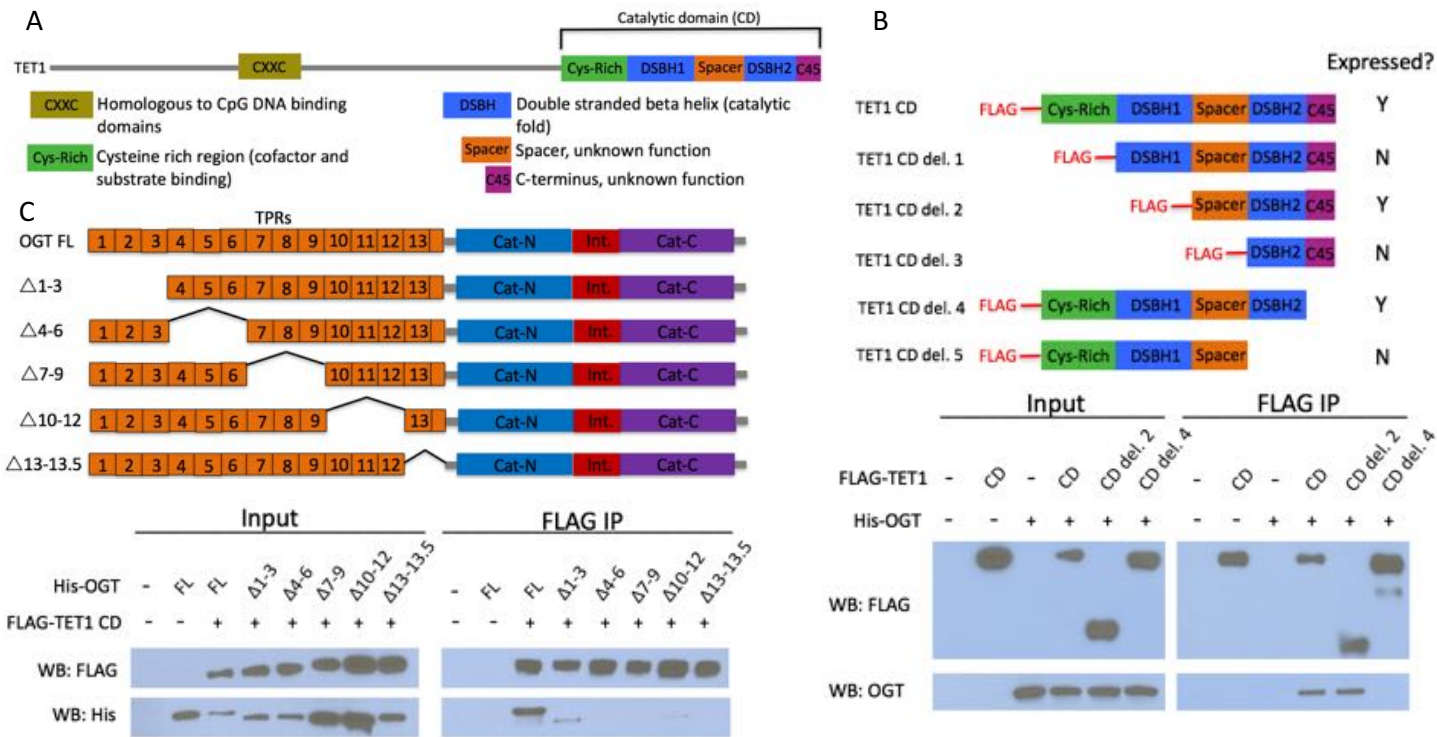 A
Catalytic domain (CD)
TET1 CXXC Cys-Rich DSBH1 Spacer DSBH2 C45
CXXC Homologous to CpG DNA binding
domains
Cys-Rich Cysteine rich region (cofactor and
substrate binding)
DSBH Double stranded beta helix (catalytic
fold)
Spacer Spacer, unknown function
C45 C-terminus, unknown function
B
Expressed?
TET1 CD FLAG Cys-Rich DSBH1 Spacer DSBH2 C45 Y
TET1 CD del. 1 FLAG DSBH1 Spacer DSBH2 C45 N
TET1 CD del. 2 FLAG Spacer DSBH2 C45 Y
TET1 CD del. 3 FLAG DSBH2 C45 N
TET1 CD del. 4 FLAG Cys-Rich DSBH1 Spacer DSBH2 Y
TET1 CD del. 5 FLAG Cys-Rich DSBH1 Spacer N
Input FLAG IP
FLAG-TET1 - CD - CD CD del. 2 CD del. 4 - CD - CD CD del. 2 CD del. 4
His-OGT - - + + + + - - + + + +
WB: FLAG
WB: OGT
C
TPRs
OGT FL 1 2 3 4 5 6 7 8 9 10 11 12 13 Cat-N Int. Cat-C
△1-3 4 5 6 7 8 9 10 11 12 13 Cat-N Int. Cat-C
△4-6 1 2 3 7 8 9 10 11 12 13 Cat-N Int. Cat-C
△7-9 1 2 3 4 5 6 10 11 12 13 Cat-N Int. Cat-C
△10-12 1 2 3 4 5 6 7 8 9 13 Cat-N Int. Cat-C
△13-13.5 1 2 3 4 5 6 7 8 9 10 11 12 Cat-N Int. Cat-C
Input FLAG IP
His-OGT - FL FL Δ1-3 Δ4-6 Δ7-9 Δ10-12 Δ13-13.5 - FL FL Δ1-3 Δ4-6 Δ7-9 Δ10-12 Δ13-13.5
FLAG-TET1 CD - - + + + + + + - - + + + + + +
WB: FLAG
WB: His